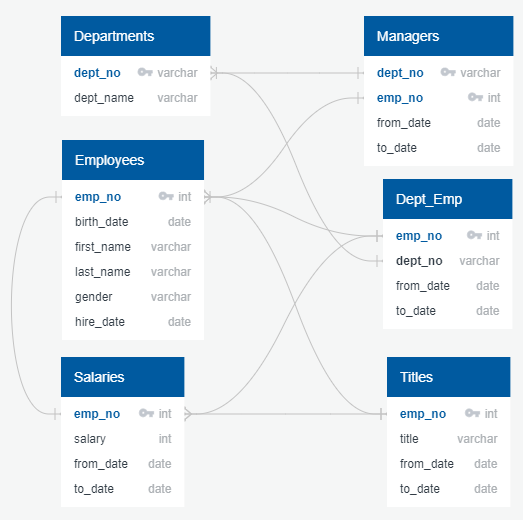 Departments
dept_no varchar
dept_name varchar
Employees
emp_no int
birth_date date
first_name varchar
last_name varchar
gender varchar
hire_date date
Salaries
emp_no int
salary int
from_date date
to_date date
Managers
dept_no varchar
emp_no int
from_date date
to_date date
Dept_Emp
emp_no int
dept_no varchar
from_date date
to_date date
Titles
emp_no int
title varchar
from_date date
to_date date